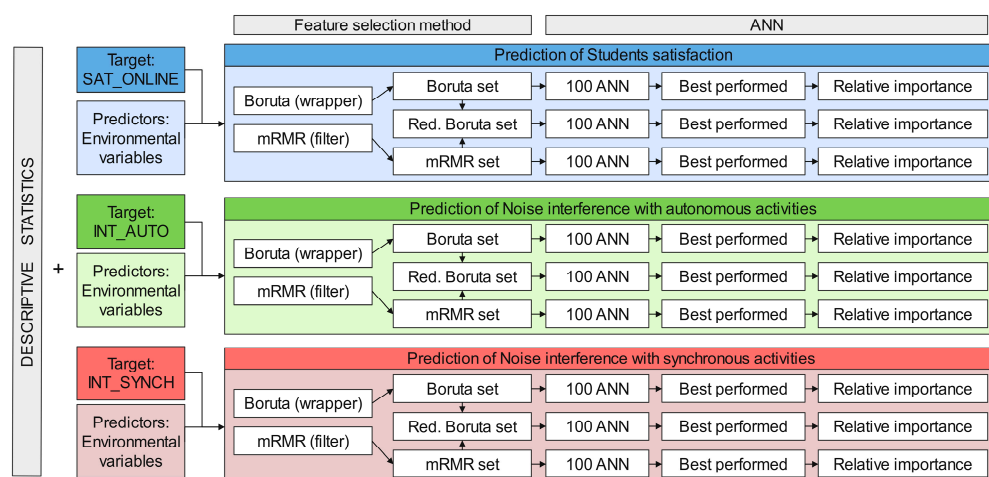 Feature selection method
ANN
DESCRIPTIVE STATISTICS
+
Target:
SAT_ONLINE
Predictors:
Environmental
variables
Prediction of Students satisfaction
Boruta (wrapper)
mRMR (filter)
Boruta set
100 ANN
Best performed
Relative importance
Red. Boruta set
100 ANN
Best performed
Relative importance
mRMR set
100 ANN
Best performed
Relative importance
Target:
INT_AUTO
Predictors:
Environmental
variables
Prediction of Noise interference with autonomous activities
Boruta (wrapper)
mRMR (filter)
Boruta set
100 ANN
Best performed
Relative importance
Red. Boruta set
100 ANN
Best performed
Relative importance
mRMR set
100 ANN
Best performed
Relative importance
Target:
INT_SYNCH
Predictors:
Environmental
variables
Prediction of Noise interference with synchronous activities
Boruta (wrapper)
mRMR (filter)
Boruta set
100 ANN
Best performed
Relative importance
Red. Boruta set
100 ANN
Best performed
Relative importance
mRMR set
100 ANN
Best performed
Relative importance